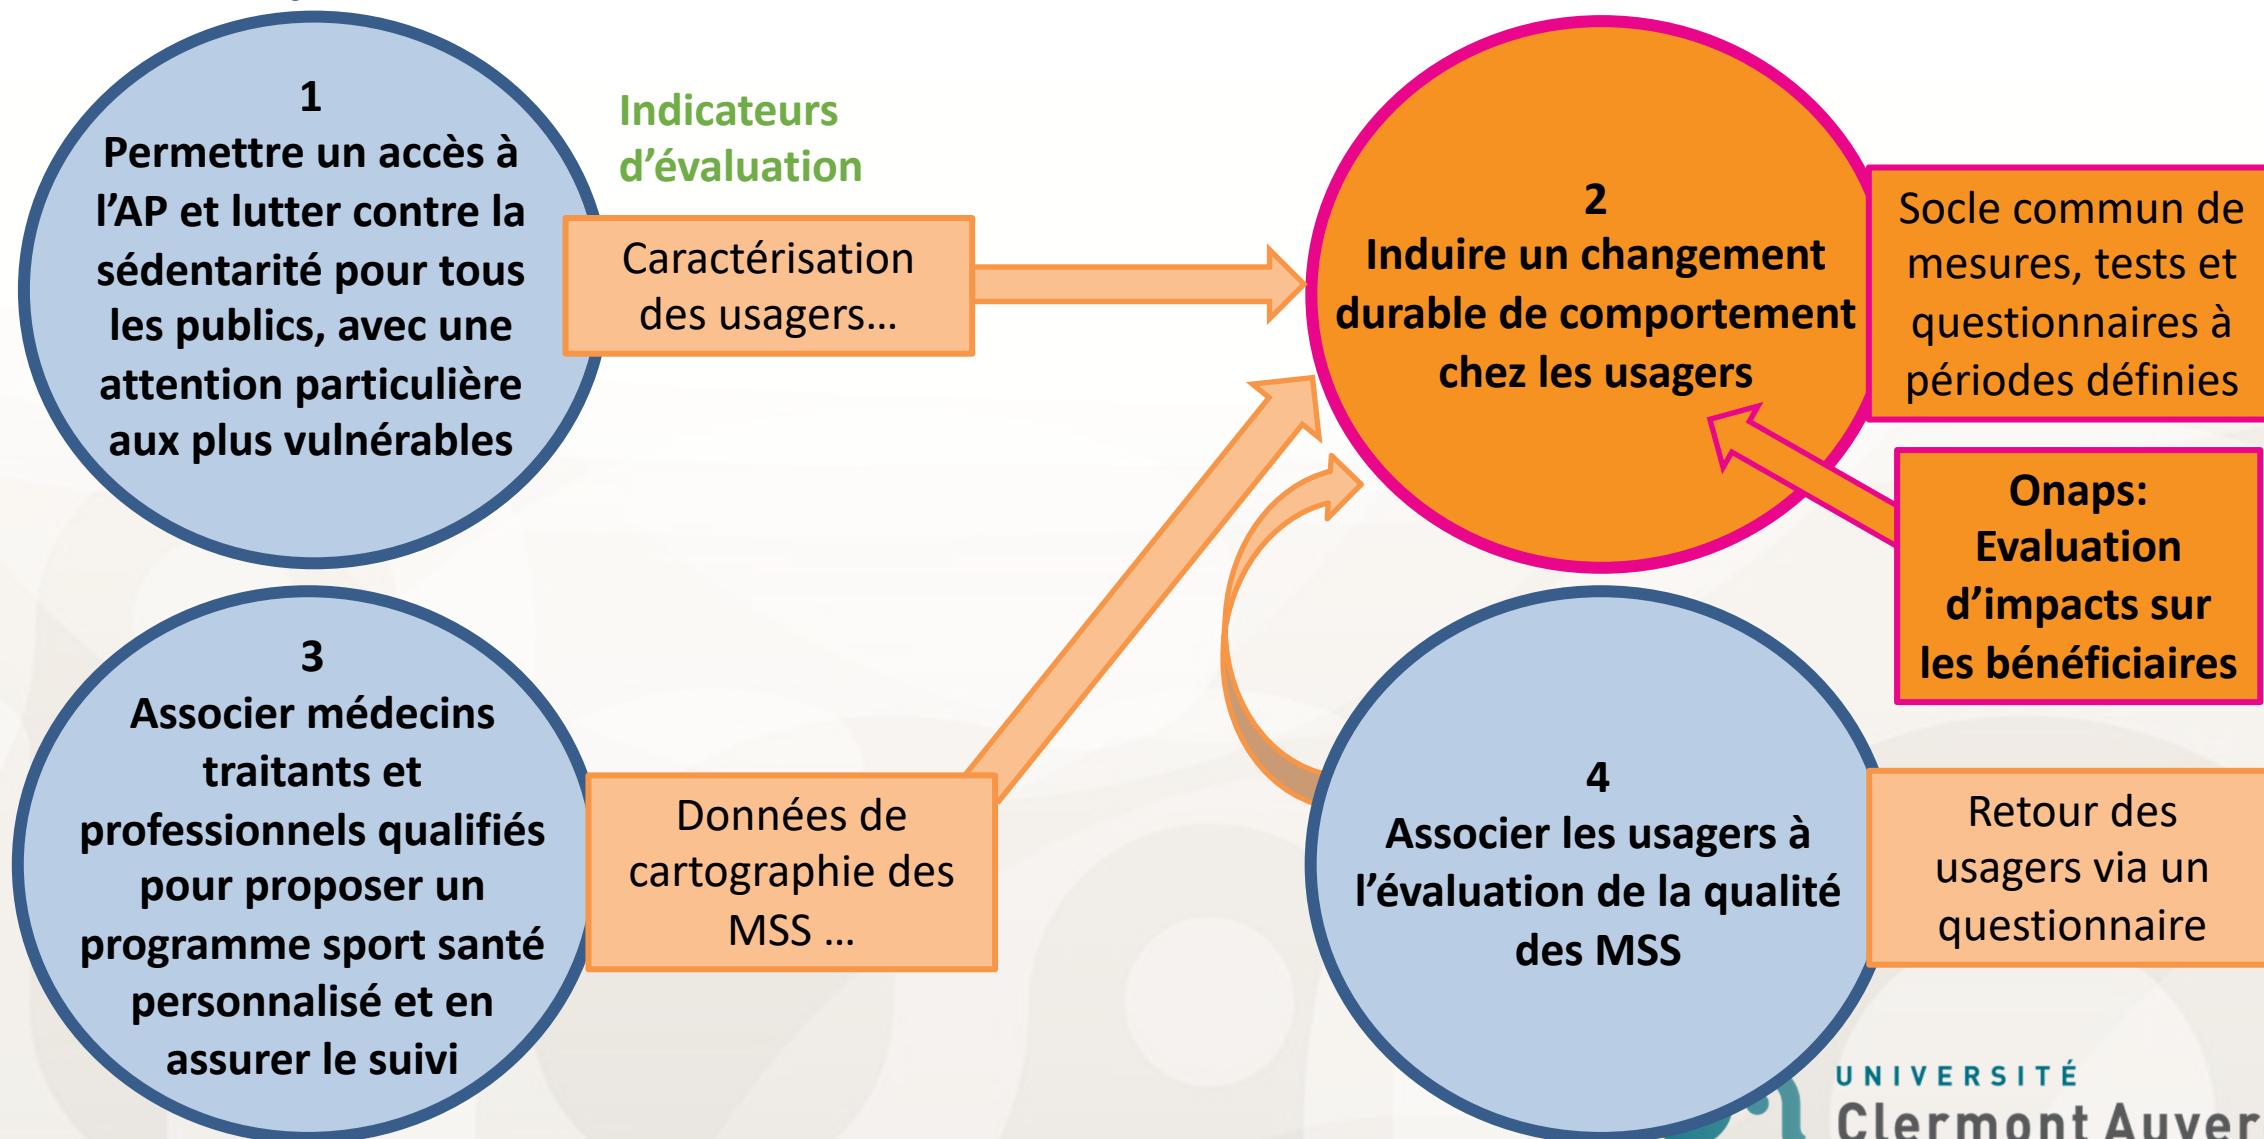 1
Permettre un accès à
l’AP et lutter contre la
sédentarité pour tous
les publics, avec une
attention particulière
aux plus vulnérables
Indicateurs
d’évaluation
Caractérisation
des usagers…
2
Induire un changement
durable de comportement
chez les usagers
Socle commun de
mesures, tests et
questionnaires à
périodes définies
Onaps:
Evaluation
d’impacts sur
les bénéficiaires
3
Associer médecins
traitants et
professionnels qualifiés
pour proposer un
programme sport santé
personnalisé et en
assurer le suivi
Données de
cartographie des
MSS …
4
Associer les usagers à
l’évaluation de la qualité
des MSS
Retour des
usagers via un
questionnaire
UNIVERSITÉ
Clermont Auver